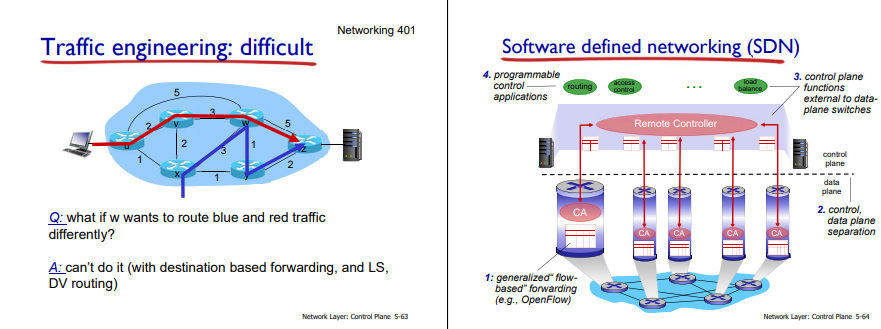 Networking 401
Traffic engineering: difficult
5
3
5
2
v
w
u
z
2
3
1
1
2
x
1
y
Q: what if w wants to route blue and red traffic
differently?
A: can’t do it (with destination based forwarding, and LS,
DV routing)
Network Layer: Control Plane 5-63
Software defined networking (SDN)
4. programmable
control
applications
routing
access
control
. . .
load
balance
3. control plane
functions
external to data-
plane switches
Remote Controller
control
plane
data
plane
CA
CA
CA
CA
CA
2. control,
data plane
separation
1: generalized“ flow-
based” forwarding
(e.g., OpenFlow)
Network Layer: Control Plane 5-64